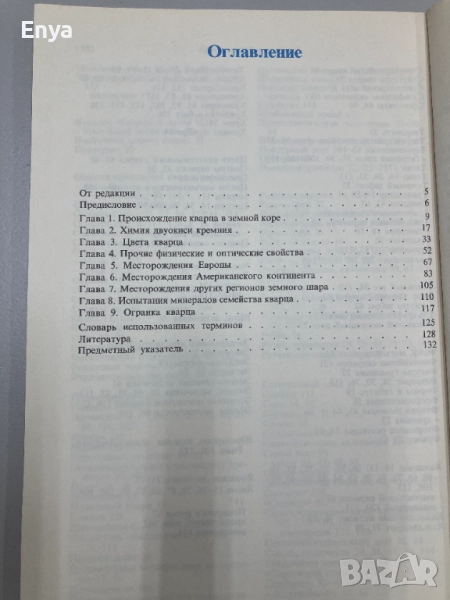 Enya
Оглавление
От редакции . . . . . . . . . . . . . . . . . . . . 5
Предисловие . . . . . . . . . . . . . . . . . . . . 6
Глава 1. Происхождение кварца в земной коре . . . . . . . . . . 9
Глава 2. Химия двуокиси кремния . . . . . . . . . . . . 17
Глава 3. Цвета кварца . . . . . . . . . . . . . . . . 33
Глава 4. Прочие физические и оптические свойства . . . . . . . . 52
Глава 5. Месторождения Европы . . . . . . . . . . . . 67
Глава 6. Месторождения Американского континента . . . . . . . . 83
Глава 7. Месторождения других регионов земного шара . . . . . . 105
Глава 8. Испытания минералов семейства кварца . . . . . . . . 110
Глава 9. Огранка кварца . . . . . . . . . . . . . . . 117
Словарь использованных терминов . . . . . . . . . . . . 125
Литература . . . . . . . . . . . . . . . . . . . . 128
Предметный указатель . . . . . . . . . . . . . . . . 132
BAZAR